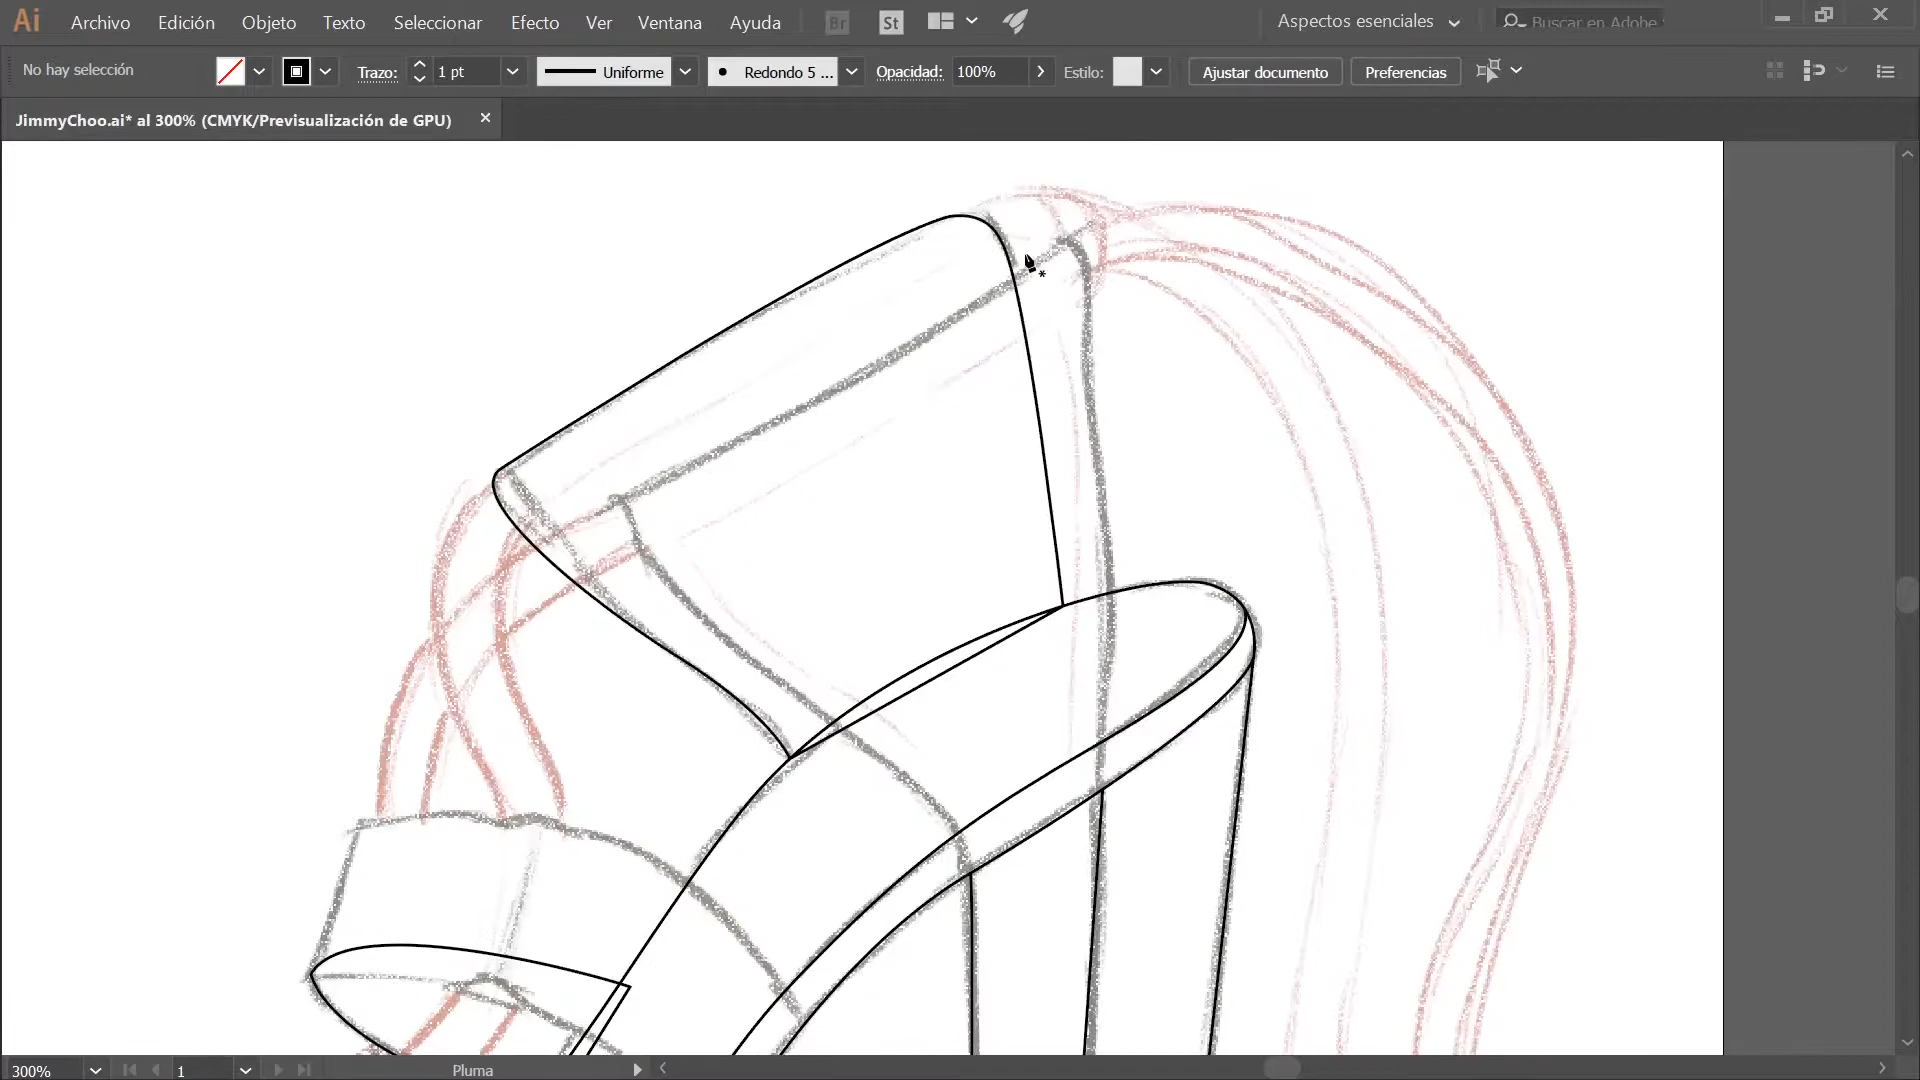 Ai Archivo Edición Objeto Texto Seleccionar Efecto Ver Ventana Ayuda Br St Aspectos esenciales Buscar en Adobe
No hay selección Trazo: 1 pt Uniforme Redondo 5 ... Opacidad: 100% Estilo: Ajustar documento Preferencias
JimmyChoo.ai* al 300% (CMYK/Previsualización de GPU)
300% 1 Pluma